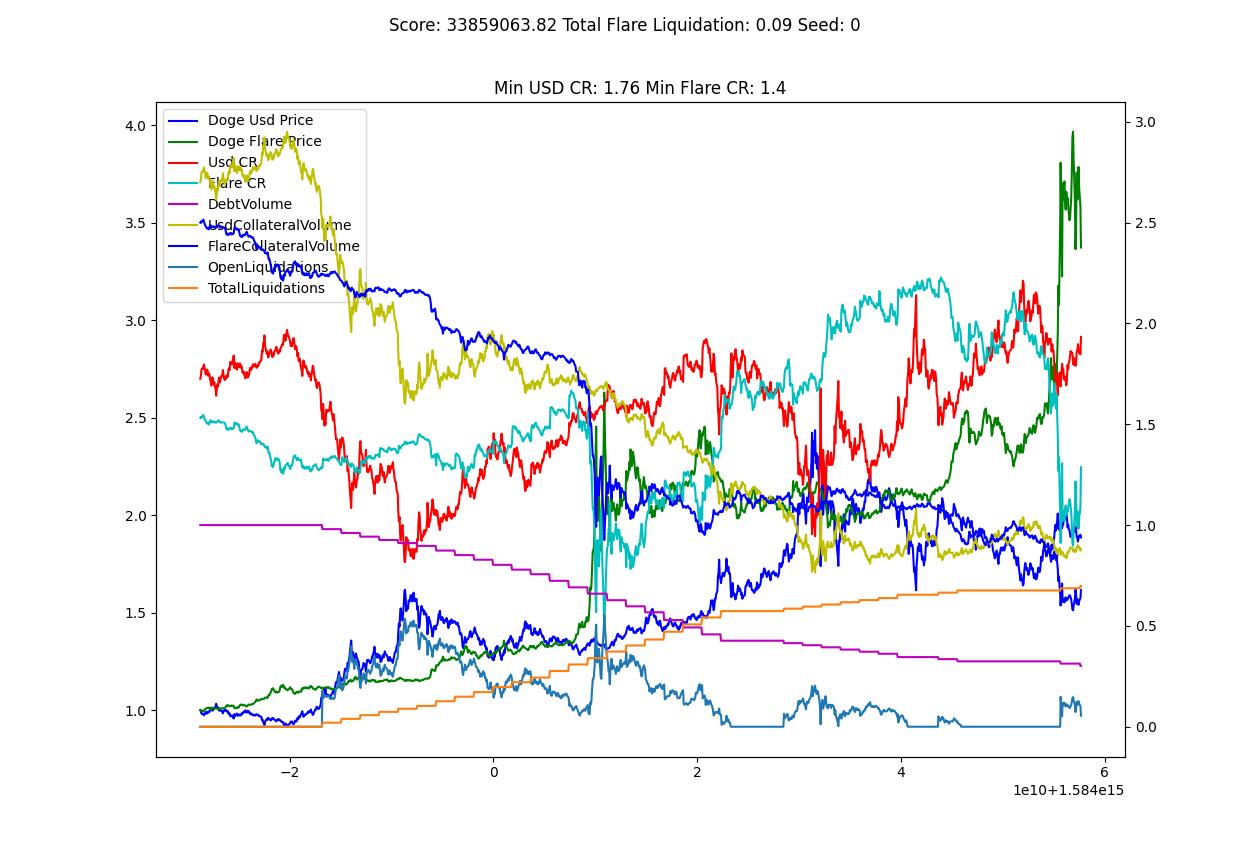 Score: 33859063.82 Total Flare Liquidation: 0.09 Seed: 0
Min USD CR: 1.76 Min Flare CR: 1.4
Doge Usd Price
Doge Flare Price
Usd CR
Flare CR
DebtVolume
UsdCollateralVolume
FlareCollateralVolume
OpenLiquidations
TotalLiquidations
4.0
3.5
3.0
2.5
2.0
1.5
1.0
3.0
2.5
2.0
1.5
1.0
0.5
0.0
−2
0
2
4
6
1e10+1.584e15